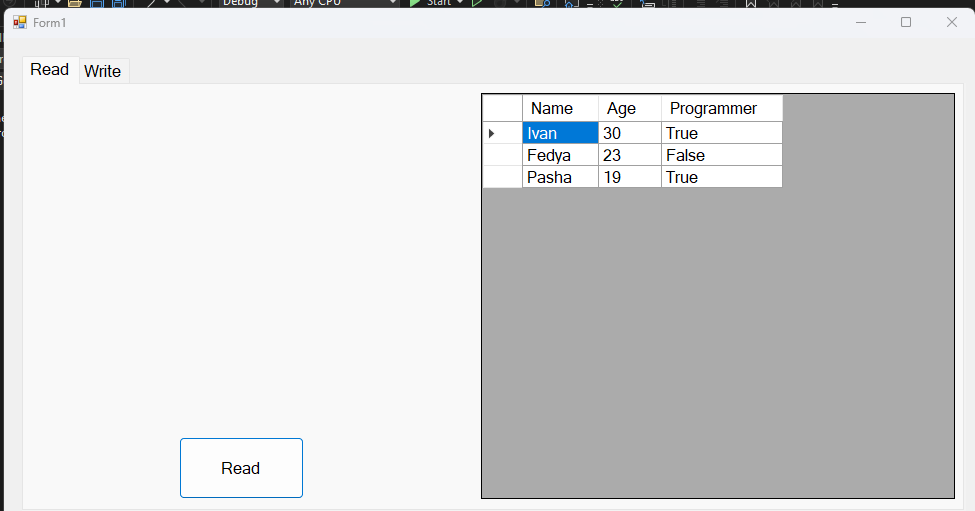 Debug Any CPU Start
Form1
Read Write
Name Age Programmer
Ivan 30 True
Fedya 23 False
Pasha 19 True
Read